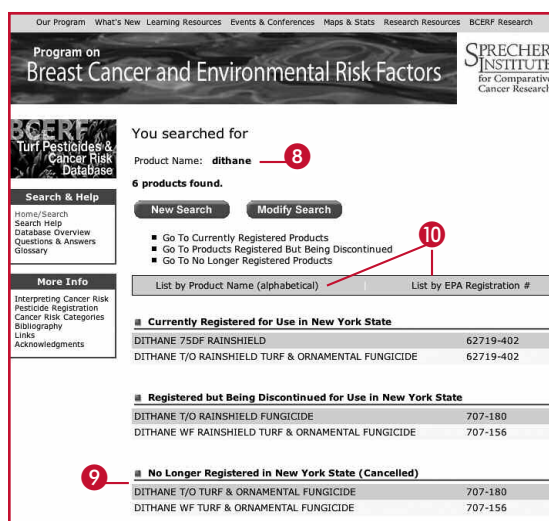 Our Program What's New Learning Resources Events & Conferences Maps & Stats Research Resources BCERF Research
Program on
Breast Cancer and Environmental Risk Factors
SPRECHER
INSTITUTE
for Comparative
Cancer Research
BCERF
Turf Pesticides &
Cancer Risk
Database
Search & Help
Home/Search
Search Help
Database Overview
Questions & Answers
Glossary
More Info
Interpreting Cancer Risk
Pesticide Registration
Cancer Risk Categories
Bibliography
Links
Acknowledgments
You searched for
Product Name: dithane 8
6 products found.
New Search Modify Search
10
Go To Currently Registered Products
Go To Products Registered But Being Discontinued
Go To No Longer Registered Products
List by Product Name (alphabetical) | List by EPA Registration #
Currently Registered for Use in New York State
DITHANE 75DF RAINSHIELD 62719-402
DITHANE T/O RAINSHIELD TURF & ORNAMENTAL FUNGICIDE 62719-402
Registered but Being Discontinued for Use in New York State
DITHANE T/O RAINSHIELD FUNGICIDE 707-180
DITHANE WF RAINSHIELD TURF & ORNAMENTAL FUNGICIDE 707-156
9 No Longer Registered in New York State (Cancelled)
DITHANE T/O TURF & ORNAMENTAL FUNGICIDE 707-180
DITHANE WF TURF & ORNAMENTAL FUNGICIDE 707-156